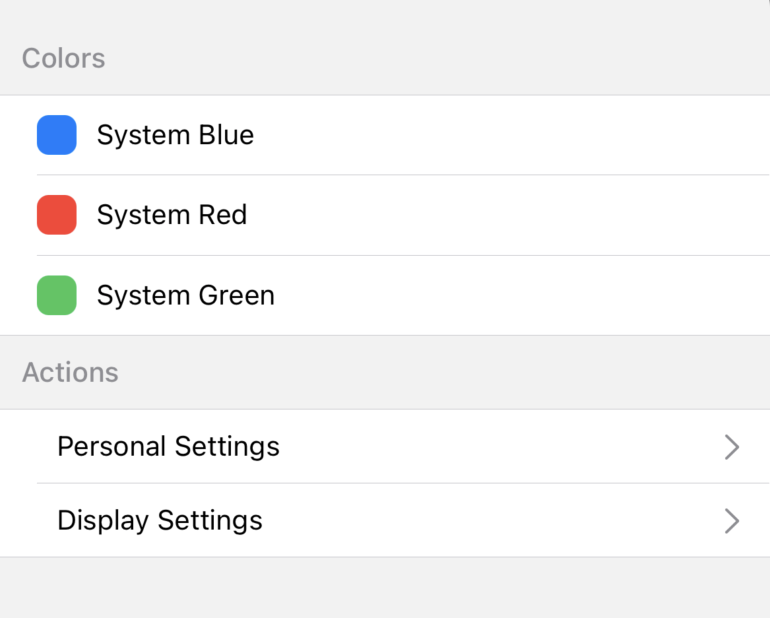 Colors
System Blue
System Red
System Green
Actions
Personal Settings
Display Settings